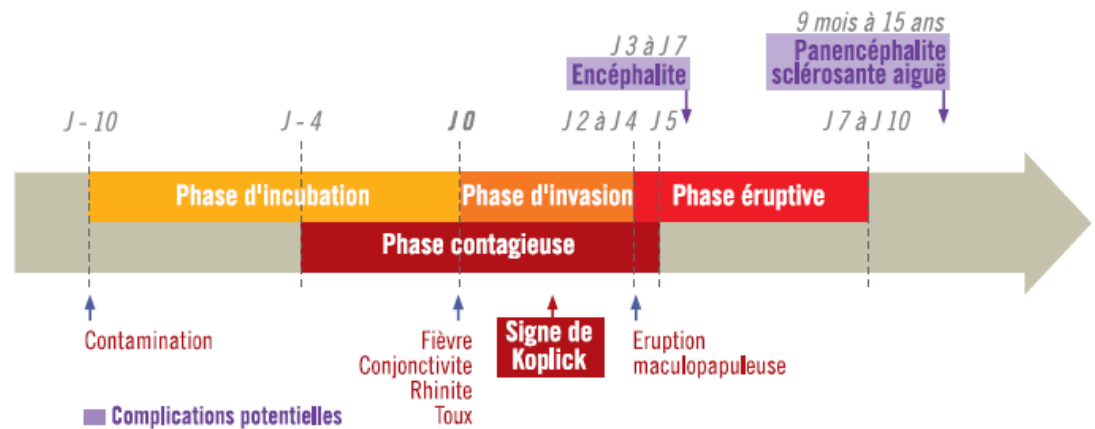 9 mois à 15 ans
J 3 à J 7
Panencéphalite
Encéphalite
sclérosante aiguë
J - 10
J - 4
J 0
J 2 à J 4
J 5
J 7 à J 10
Phase d'incubation
Phase d'invasion
Phase éruptive
Phase contagieuse
Contamination
Fièvre
Conjonctivite
Rhinite
Toux
Signe de
Koplick
Eruption
maculopapuleuse
Complications potentielles